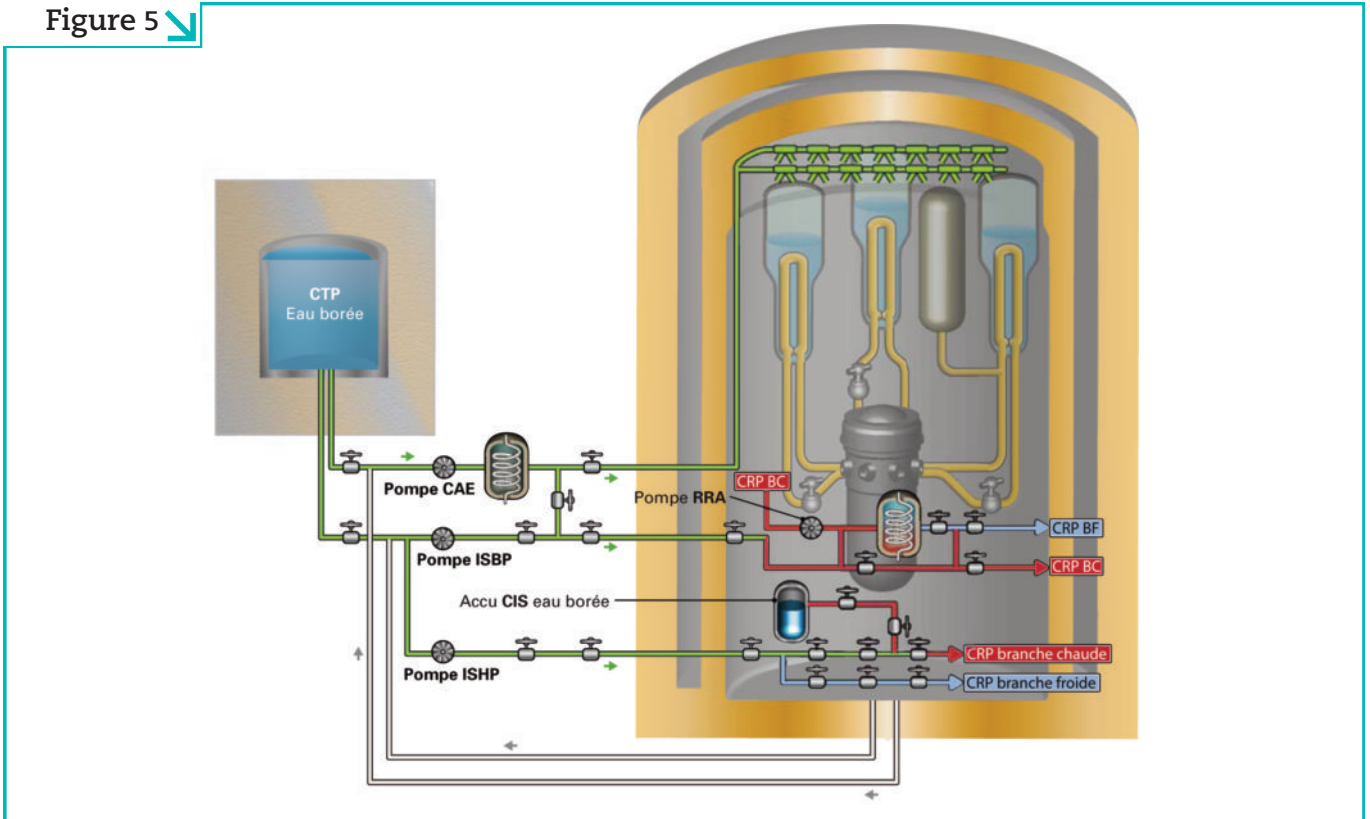 Figure 5
CTP
Eau borée
Pompe CAE
CRP BC
Pompe RRA
CRP BF
Pompe ISBP
CRP BC
Accu CIS eau borée
CRP branche chaude
Pompe ISHP
CRP branche froide